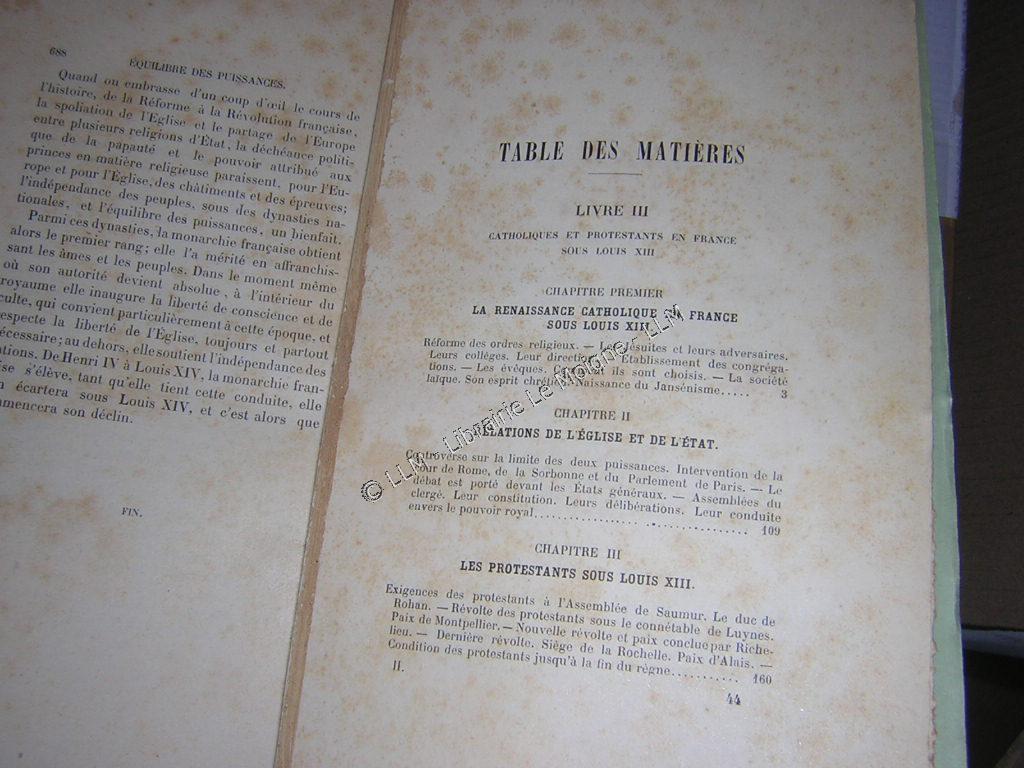 688
ÉQUILIBRE DES PUISSANCES.
Quand on embrasse d'un coup d'œil le cours de
l'histoire, de la Réforme à la Révolution française,
la spoliation de l'Eglise et le partage de l'Europe
entre plusieurs religions d'État, la déchéance politi-
que de la papauté et le pouvoir attribué aux
princes en matière religieuse paraissent, pour l'Eu-
rope et pour l'Église, des châtiments et des épreuves;
l'indépendance des peuples, sous des dynasties na-
tionales, et l'équilibre des puissances, un bienfait.
Parmi ces dynasties, la monarchie française obtient
alors le premier rang; elle l'a mérité en affranchis-
sant les âmes et les peuples. Dans le moment même
où son autorité devient absolue, à l'intérieur du
royaume elle inaugure la liberté de conscience et de
culte, qui convient particulièrement à cette époque, et
especte la liberté de l'Église, toujours et partout
écessaire; au dehors, elle soutient l'indépendance des
ations. De Henri IV à Louis XIV, la monarchie fran-
ise s'élève, tant qu'elle tient cette conduite, elle
n écartera sous Louis XIV, et c'est alors que
mencera son déclin.
FIN.
TABLE DES MATIÈRES
LIVRE III
CATHOLIQUES ET PROTESTANTS EN FRANCE
SOUS LOUIS XIII
CHAPITRE PREMIER
LA RENAISSANCE CATHOLIQUE EN FRANCE
SOUS LOUIS XIII
Réforme des ordres religieux. — Les Jésuites et leurs adversaires.
Leurs collèges. Leur direction. — Établissement des congréga-
tions. — Les évêques. Comment ils sont choisis. — La société
laïque. Son esprit chrétien. Naissance du Jansénisme..... 3
CHAPITRE II
RELATIONS DE L'ÉGLISE ET DE L'ÉTAT.
Controverse sur la limite des deux puissances. Intervention de la
cour de Rome, de la Sorbonne et du Parlement de Paris. — Le
débat est porté devant les États généraux. — Assemblées du
clergé. Leur constitution. Leurs délibérations. Leur conduite
envers le pouvoir royal................................. 109
CHAPITRE III
LES PROTESTANTS SOUS LOUIS XIII.
Exigences des protestants à l'Assemblée de Saumur. Le duc de
Rohan. — Révolte des protestants sous le connétable de Luynes.
Paix de Montpellier. — Nouvelle révolte et paix conclue par Riche-
lieu. — Dernière révolte. Siège de la Rochelle. Paix d'Alais. —
Condition des protestants jusqu'à la fin du règne........... 160
II.
44
© LLM - Librairie Le Moigne - LLM